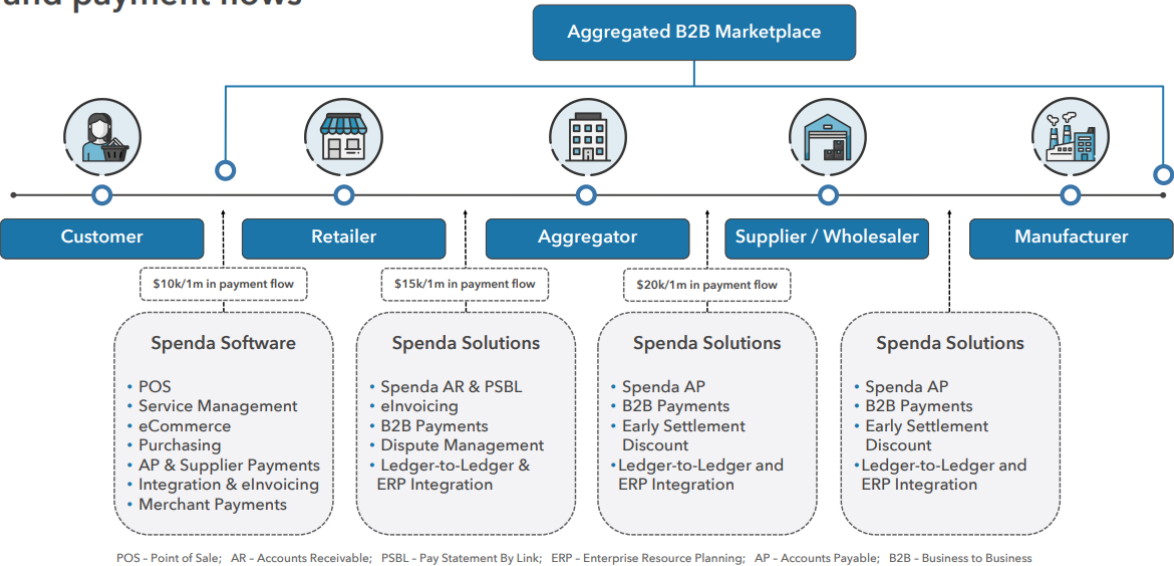 and payment flows
Aggregated B2B Marketplace
Customer
Retailer
Aggregator
Supplier / Wholesaler
Manufacturer
$10k/1m in payment flow
$15k/1m in payment flow
$20k/1m in payment flow
Spenda Software
• POS
• Service Management
• eCommerce
• Purchasing
• AP & Supplier Payments
• Integration & eInvoicing
• Merchant Payments
Spenda Solutions
• Spenda AR & PSBL
• eInvoicing
• B2B Payments
• Dispute Management
• Ledger-to-Ledger &
ERP Integration
Spenda Solutions
• Spenda AP
• B2B Payments
• Early Settlement
Discount
• Ledger-to-Ledger and
ERP Integration
Spenda Solutions
• Spenda AP
• B2B Payments
• Early Settlement
Discount
• Ledger-to-Ledger and
ERP Integration
POS – Point of Sale; AR – Accounts Receivable; PSBL – Pay Statement By Link; ERP – Enterprise Resource Planning; AP – Accounts Payable; B2B – Business to Business